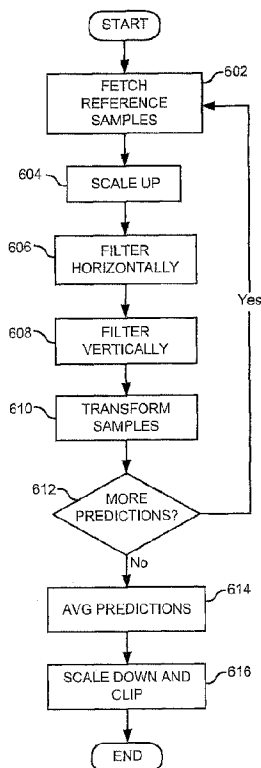 START
602
FETCH
REFERENCE
SAMPLES
604
SCALE UP
606
FILTER
HORIZONTALLY
Yes
608
FILTER
VERTICALLY
610
TRANSFORM
SAMPLES
612
MORE
PREDICTIONS?
No
614
AVG PREDICTIONS
SCALE DOWN AND
CLIP
616
END